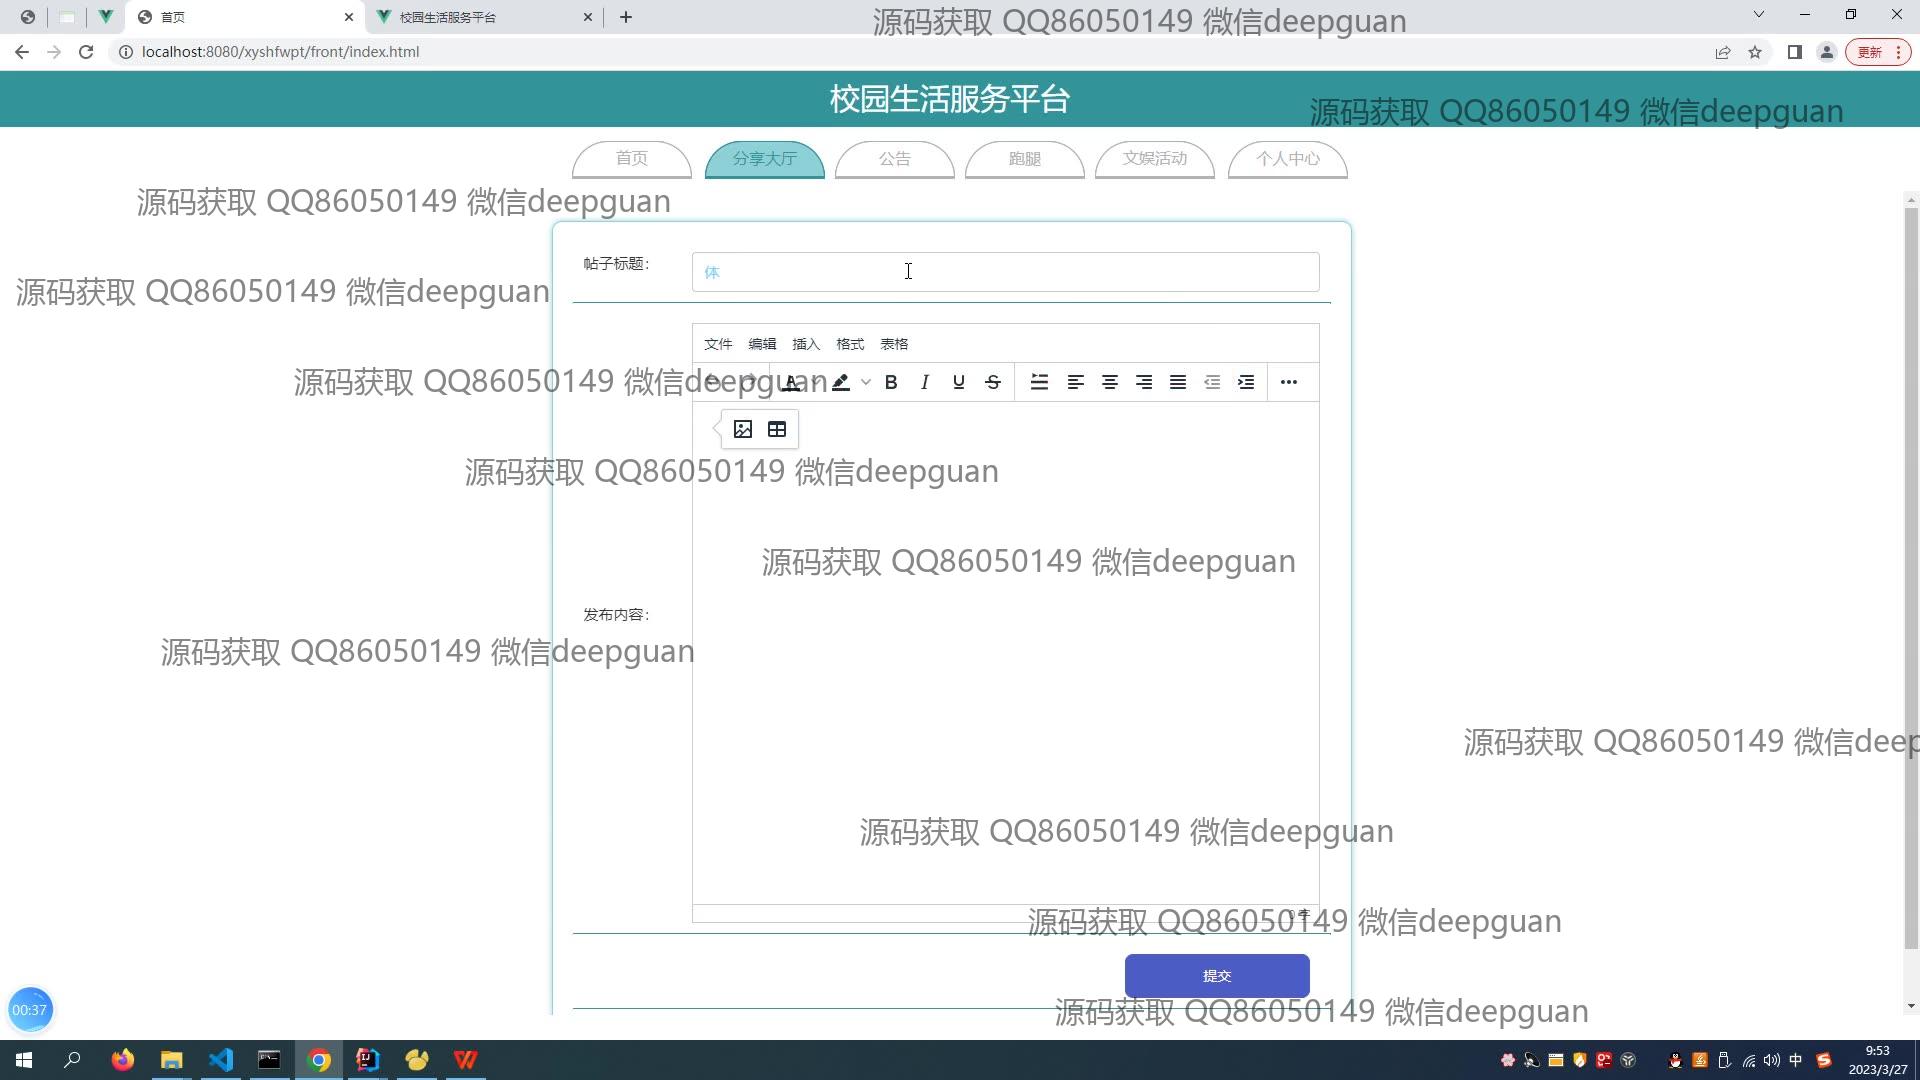 首页
校园生活服务平台
源码获取 QQ86050149 微信deepguan
localhost:8080/xyshfwpt/front/index.html
更新
校园生活服务平台
源码获取 QQ86050149 微信deepguan
首页
分享大厅
公告
跑腿
文娱活动
个人中心
源码获取 QQ86050149 微信deepguan
帖子标题：
体
源码获取 QQ86050149 微信deepguan
文件 编辑 插入 格式 表格
源码获取 QQ86050149 微信deepguan
源码获取 QQ86050149 微信deepguan
源码获取 QQ86050149 微信deepguan
发布内容：
源码获取 QQ86050149 微信deepguan
源码获取 QQ86050149 微信deep
源码获取 QQ86050149 微信deepguan
源码获取 QQ86050149 微信deepguan
提交
00:37
源码获取 QQ86050149 微信deepguan
中
9:53
2023/3/27